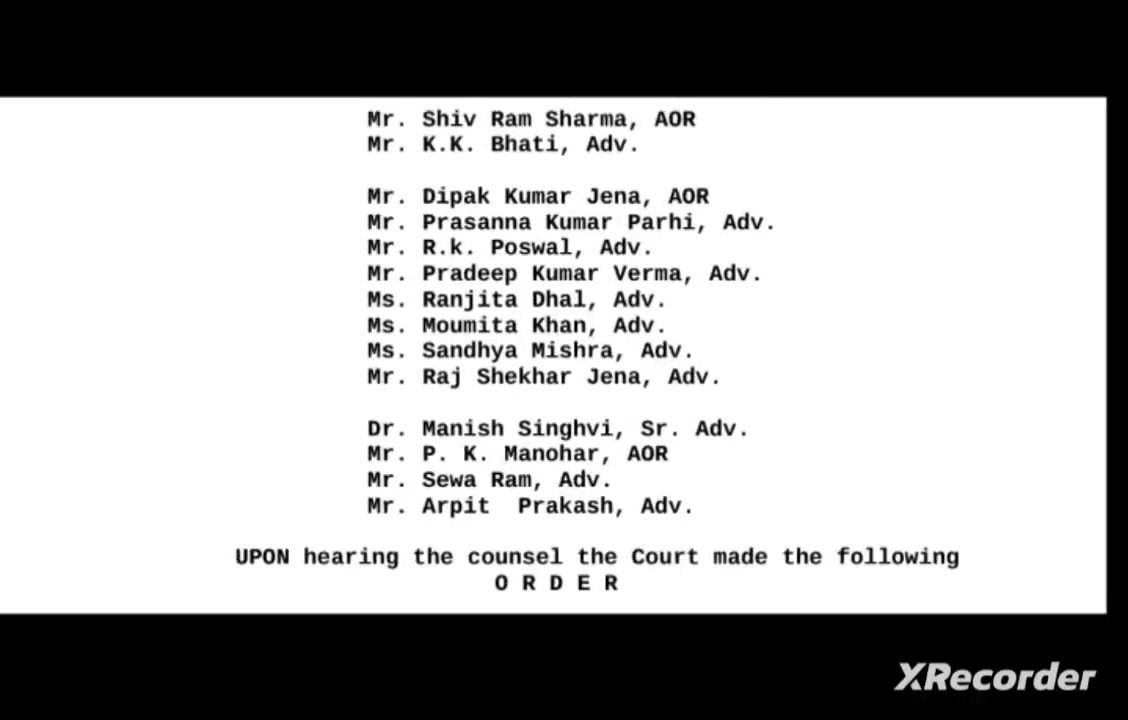 Mr. Shiv Ram Sharma, AOR
Mr. K.K. Bhati, Adv.
Mr. Dipak Kumar Jena, AOR
Mr. Prasanna Kumar Parhi, Adv.
Mr. R.k. Poswal, Adv.
Mr. Pradeep Kumar Verma, Adv.
Ms. Ranjita Dhal, Adv.
Ms. Moumita Khan, Adv.
Ms. Sandhya Mishra, Adv.
Mr. Raj Shekhar Jena, Adv.
Dr. Manish Singhvi, Sr. Adv.
Mr. P. K. Manohar, AOR
Mr. Sewa Ram, Adv.
Mr. Arpit  Prakash, Adv.
UPON hearing the counsel the Court made the following
O R D E R
XRecorder